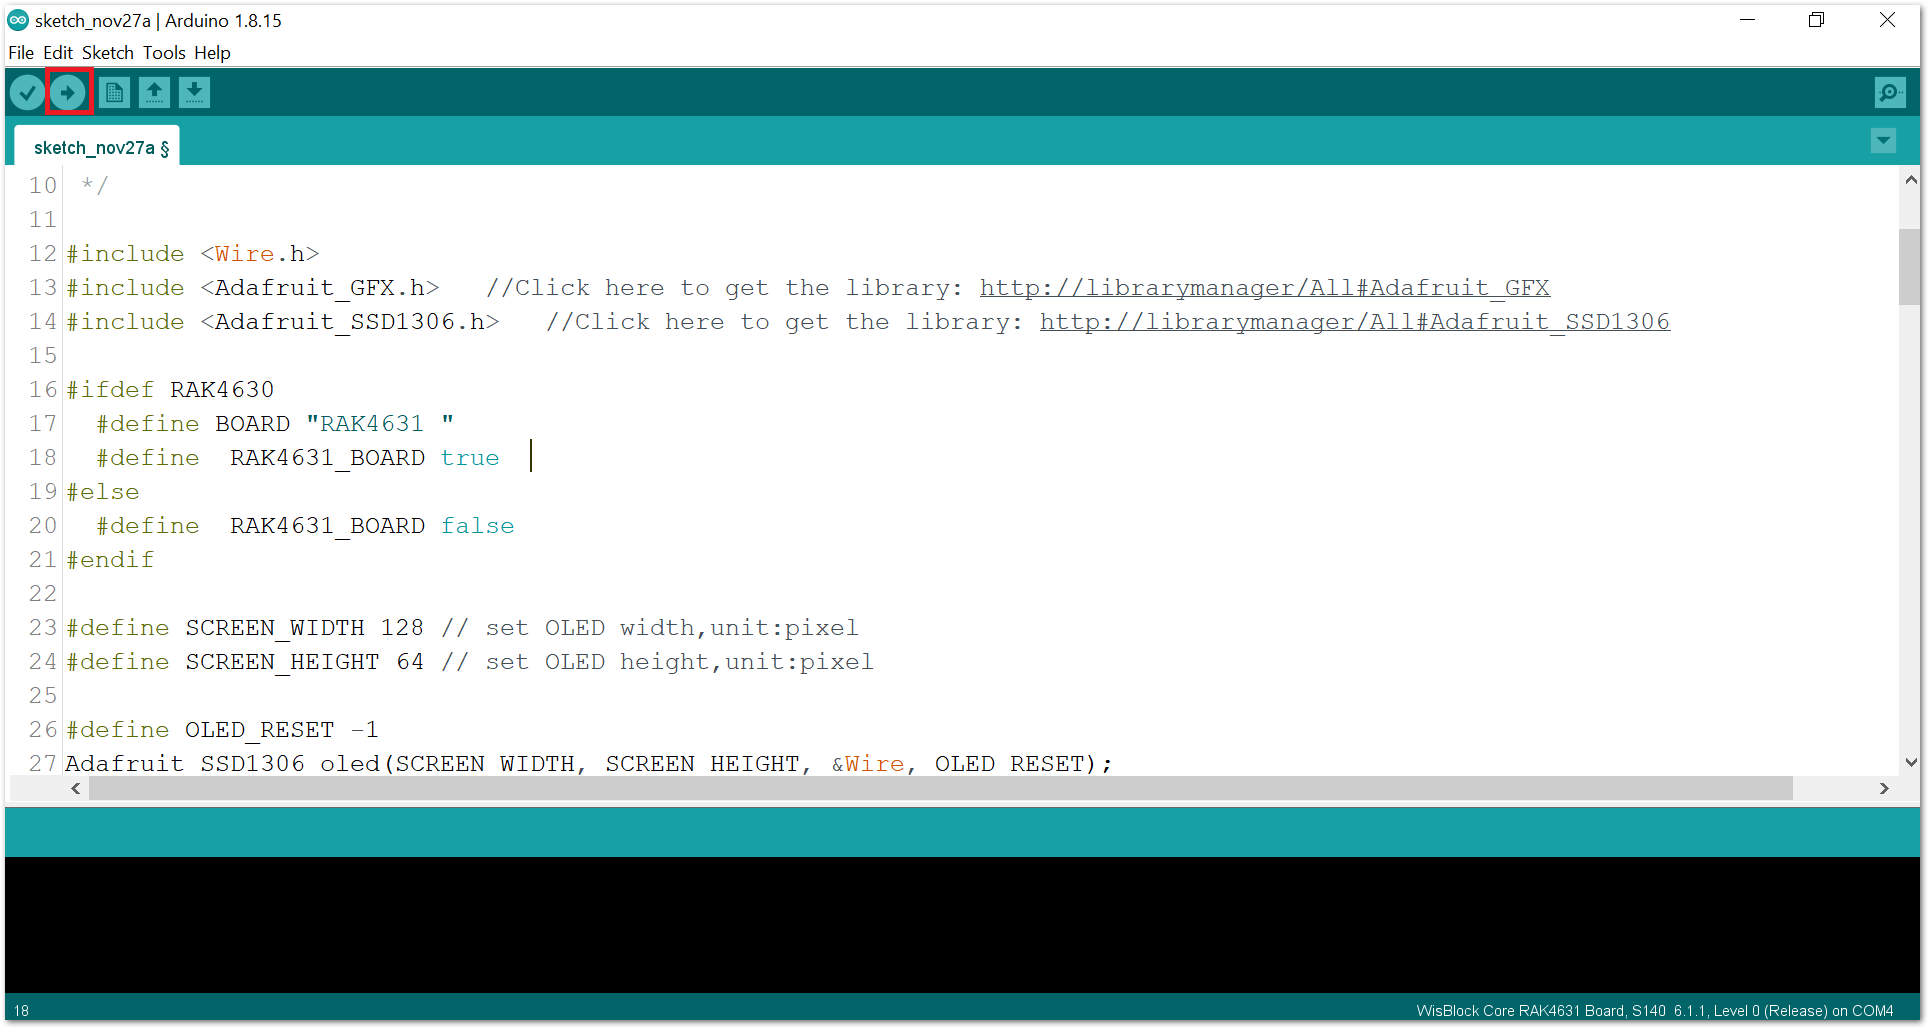 sketch_nov27a | Arduino 1.8.15
File Edit Sketch Tools Help
sketch_nov27a §
10 */
11
12 #include <Wire.h>
13 #include <Adafruit_GFX.h> //Click here to get the library: http://librarymanager/All#Adafruit_GFX
14 #include <Adafruit_SSD1306.h> //Click here to get the library: http://librarymanager/All#Adafruit_SSD1306
15
16 #ifdef RAK4630
17 #define BOARD "RAK4631 "
18 #define RAK4631_BOARD true
19 #else
20 #define RAK4631_BOARD false
21 #endif
22
23 #define SCREEN_WIDTH 128 // set OLED width,unit:pixel
24 #define SCREEN_HEIGHT 64 // set OLED height,unit:pixel
25
26 #define OLED_RESET -1
27 Adafruit_SSD1306 oled(SCREEN_WIDTH, SCREEN_HEIGHT, &Wire, OLED_RESET);
18
WisBlock Core RAK4631 Board, S140 6.1.1, Level 0 (Release) on COM4